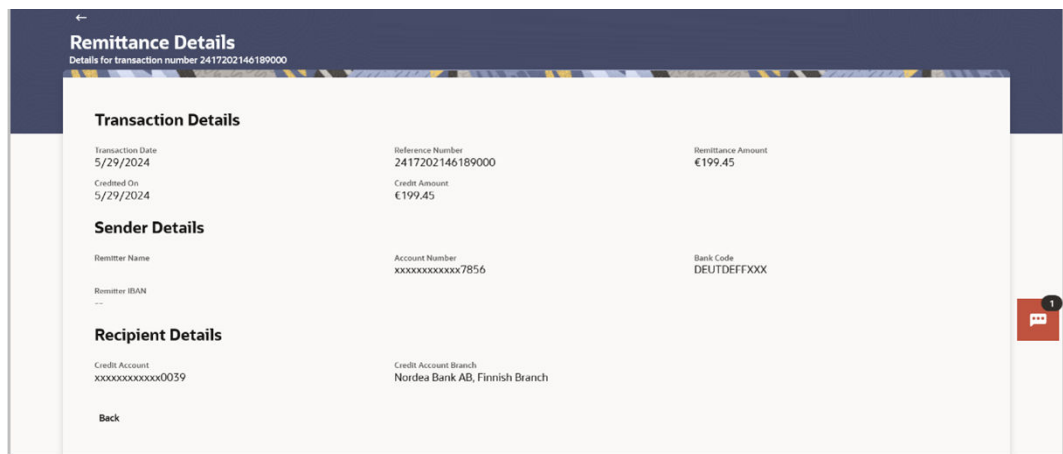 ←
Remittance Details
Details for transaction number 2417202146189000
Transaction Details
Transaction Date Reference Number Remittance Amount
5/29/2024 2417202146189000 €199.45
Credited On Credit Amount
5/29/2024 €199.45
Sender Details
Remitter Name Account Number Bank Code
xxxxxxxxxxxx7856 DEUTDEFFXXX
Remitter IBAN
--
1
Recipient Details
Credit Account Credit Account Branch
xxxxxxxxxxxx0039 Nordea Bank AB, Finnish Branch
Back